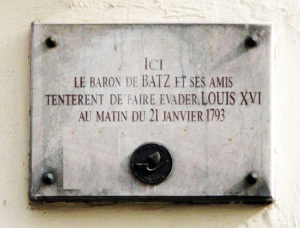 ICI
LE BARON DE BATZ ET SES AMIS
TENTERENT DE FAIRE EVADER LOUIS XVI
AU MATIN DU 21 JANVIER 1793